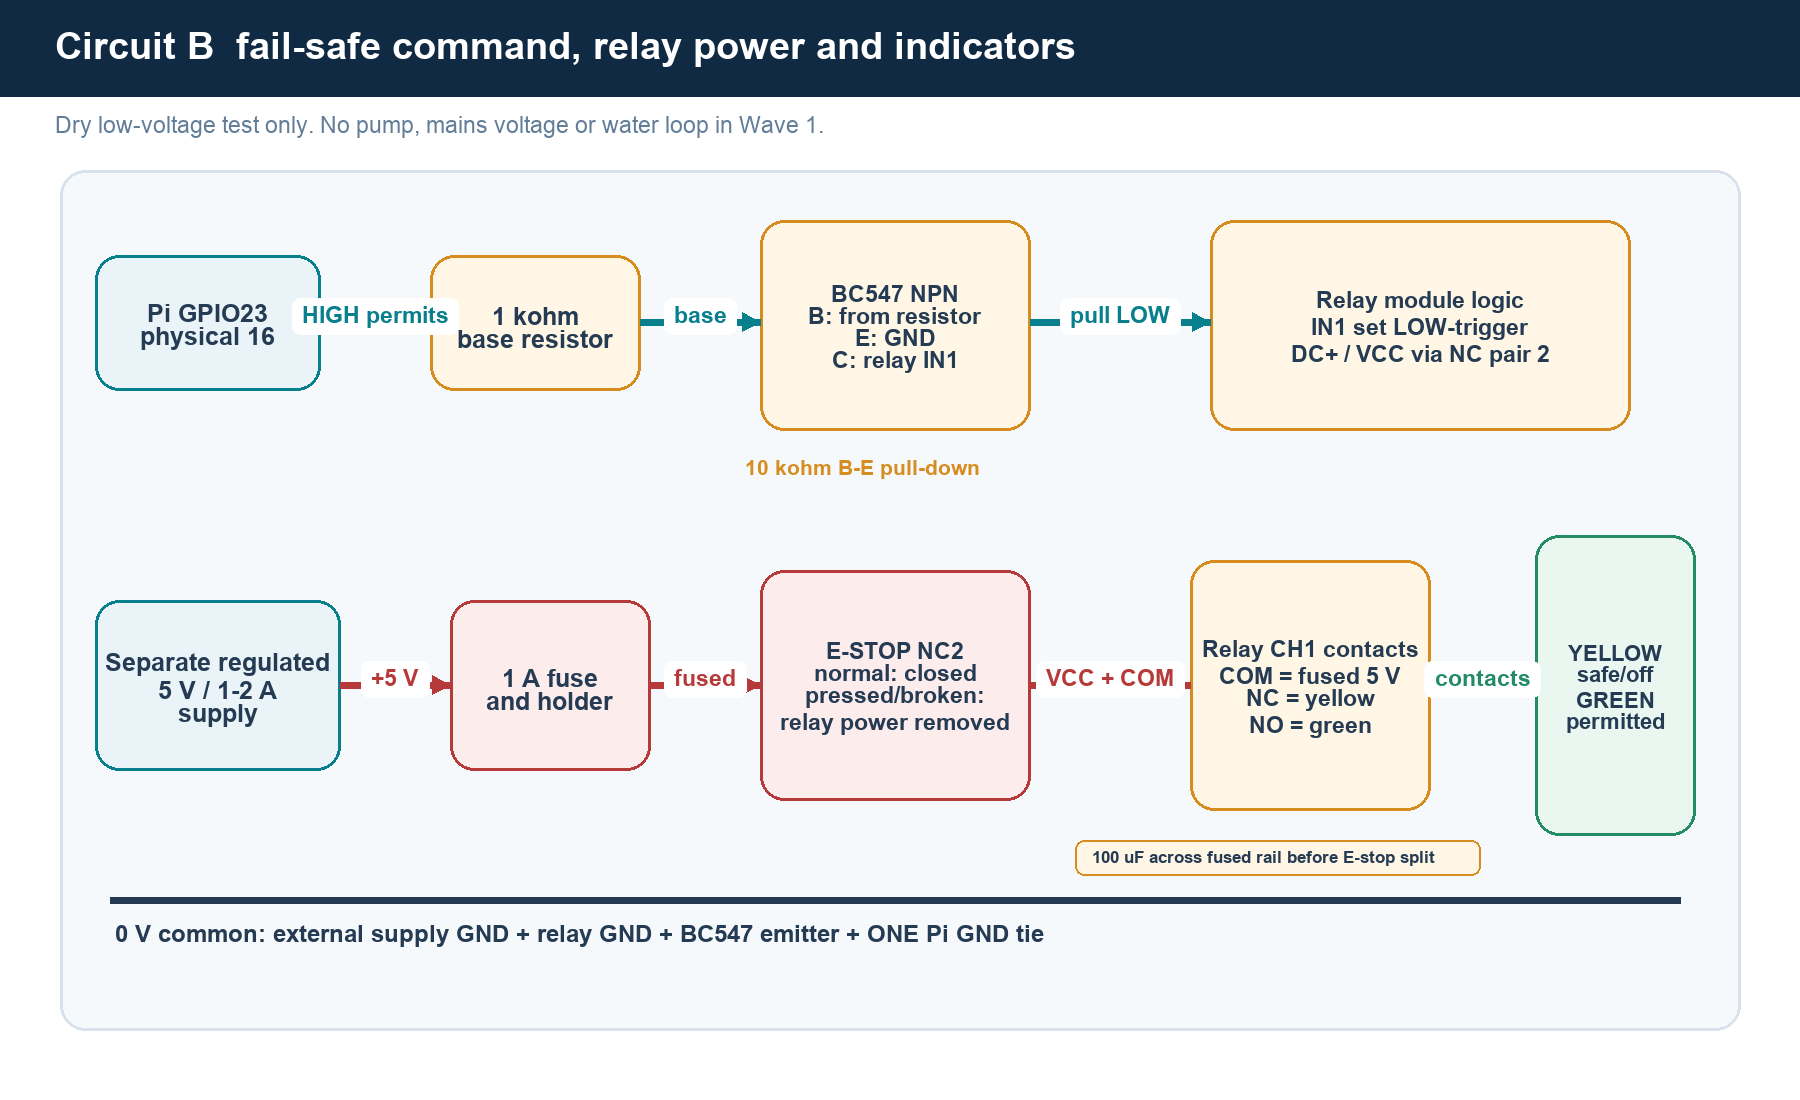 Circuit B  fail-safe command, relay power and indicators
Dry low-voltage test only. No pump, mains voltage or water loop in Wave 1.
Pi GPIO23
physical 16
HIGH permits
1 kohm
base resistor
base
BC547 NPN
B: from resistor
E: GND
C: relay IN1
pull LOW
Relay module logic
IN1 set LOW-trigger
DC+ / VCC via NC pair 2
10 kohm B-E pull-down
Separate regulated
5 V / 1-2 A
supply
+5 V
1 A fuse
and holder
fused
E-STOP NC2
normal: closed
pressed/broken:
relay power removed
VCC + COM
Relay CH1 contacts
COM = fused 5 V
NC = yellow
NO = green
contacts
YELLOW
safe/off
GREEN
permitted
100 uF across fused rail before E-stop split
0 V common: external supply GND + relay GND + BC547 emitter + ONE Pi GND tie